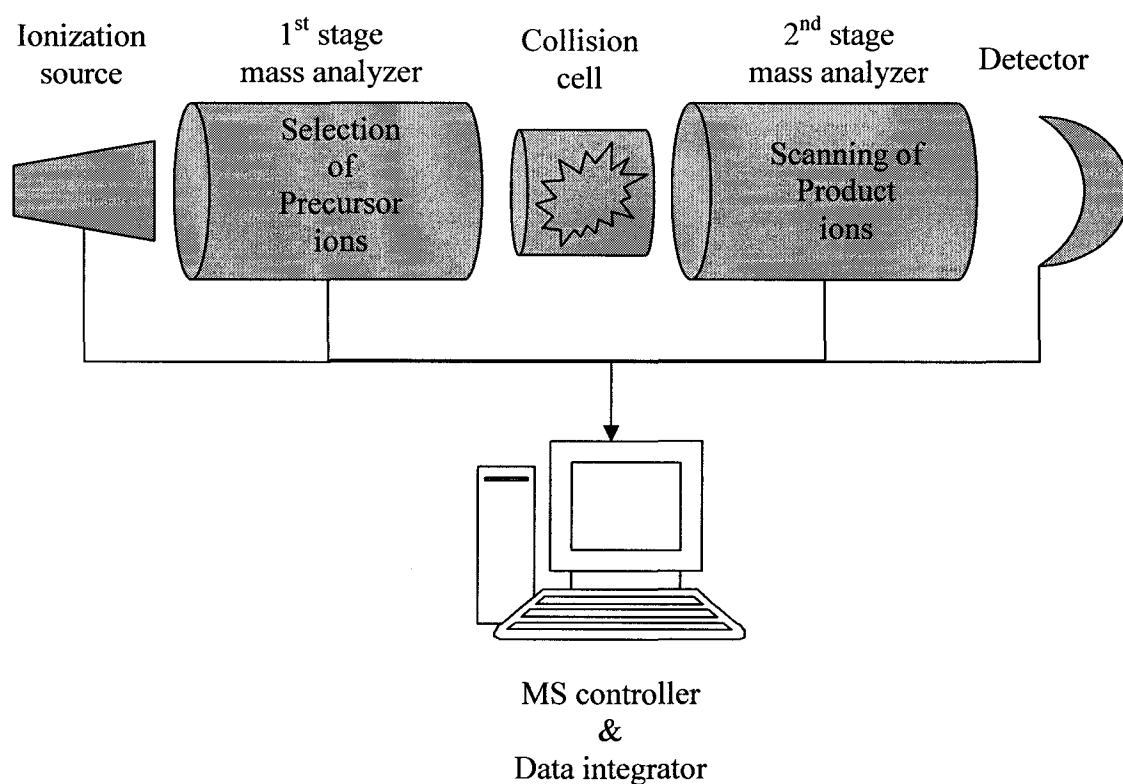 Ionization
source
1st stage
mass analyzer
Collision
cell
2nd stage
mass analyzer
Detector
Selection
of
Precursor
ions
Scanning of
Product
ions
MS controller
&
Data integrator